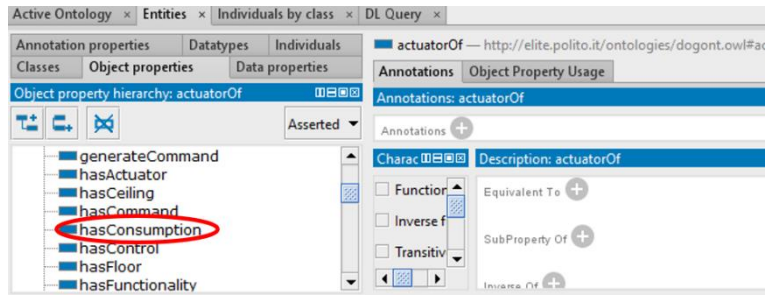 Active Ontology × Entities × Individuals by class × DL Query ×
Annotation properties Datatypes Individuals
Classes Object properties Data properties
Object property hierarchy: actuatorOf
Asserted
generateCommand
hasActuator
hasCeiling
hasCommand
hasConsumption
hasControl
hasFloor
hasFunctionality
actuatorOf — http://elite.polito.it/ontologies/dogont.owl#ac
Annotations Object Property Usage
Annotations: actuatorOf
Annotations
Charac
Function
Inverse f
Transitiv
Description: actuatorOf
Equivalent To
SubProperty Of
Inverse Of